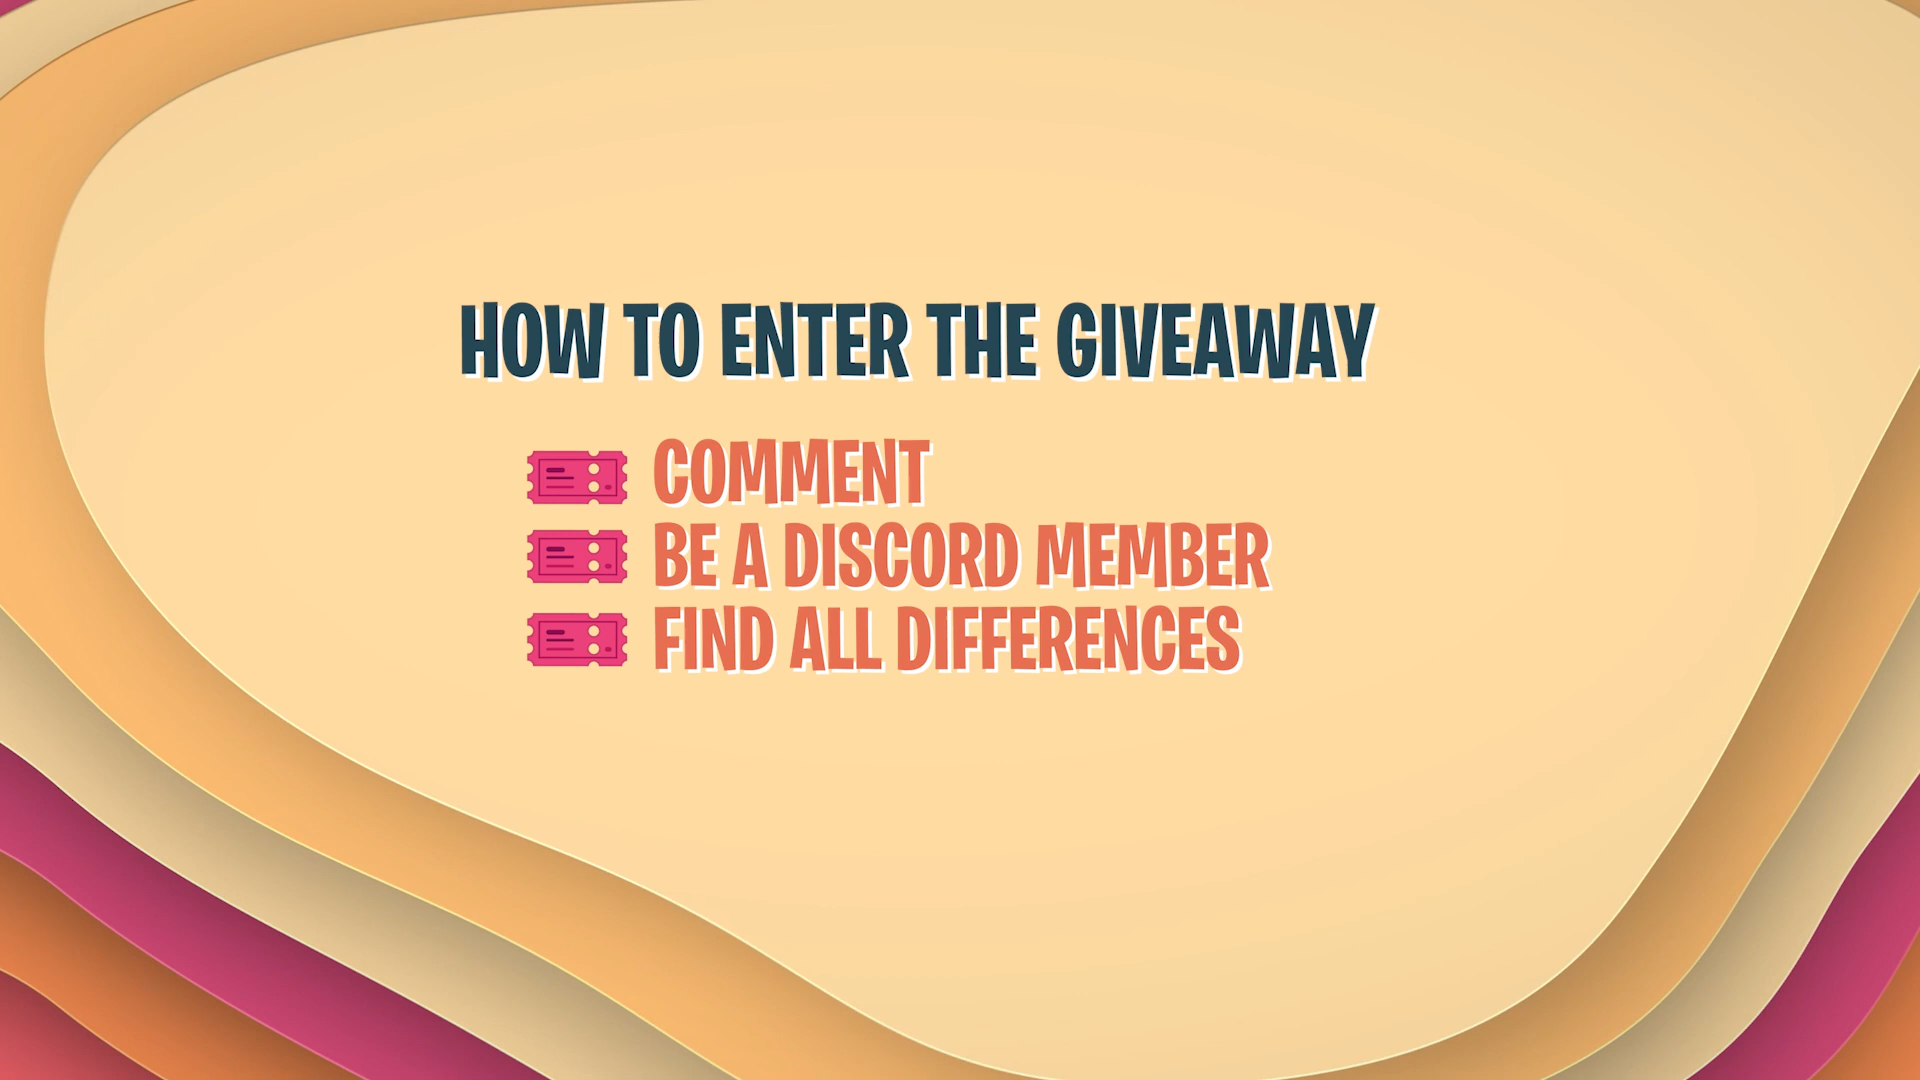 HOW TO ENTER THE GIVEAWAY
COMMENT
BE A DISCORD MEMBER
FIND ALL DIFFERENCES